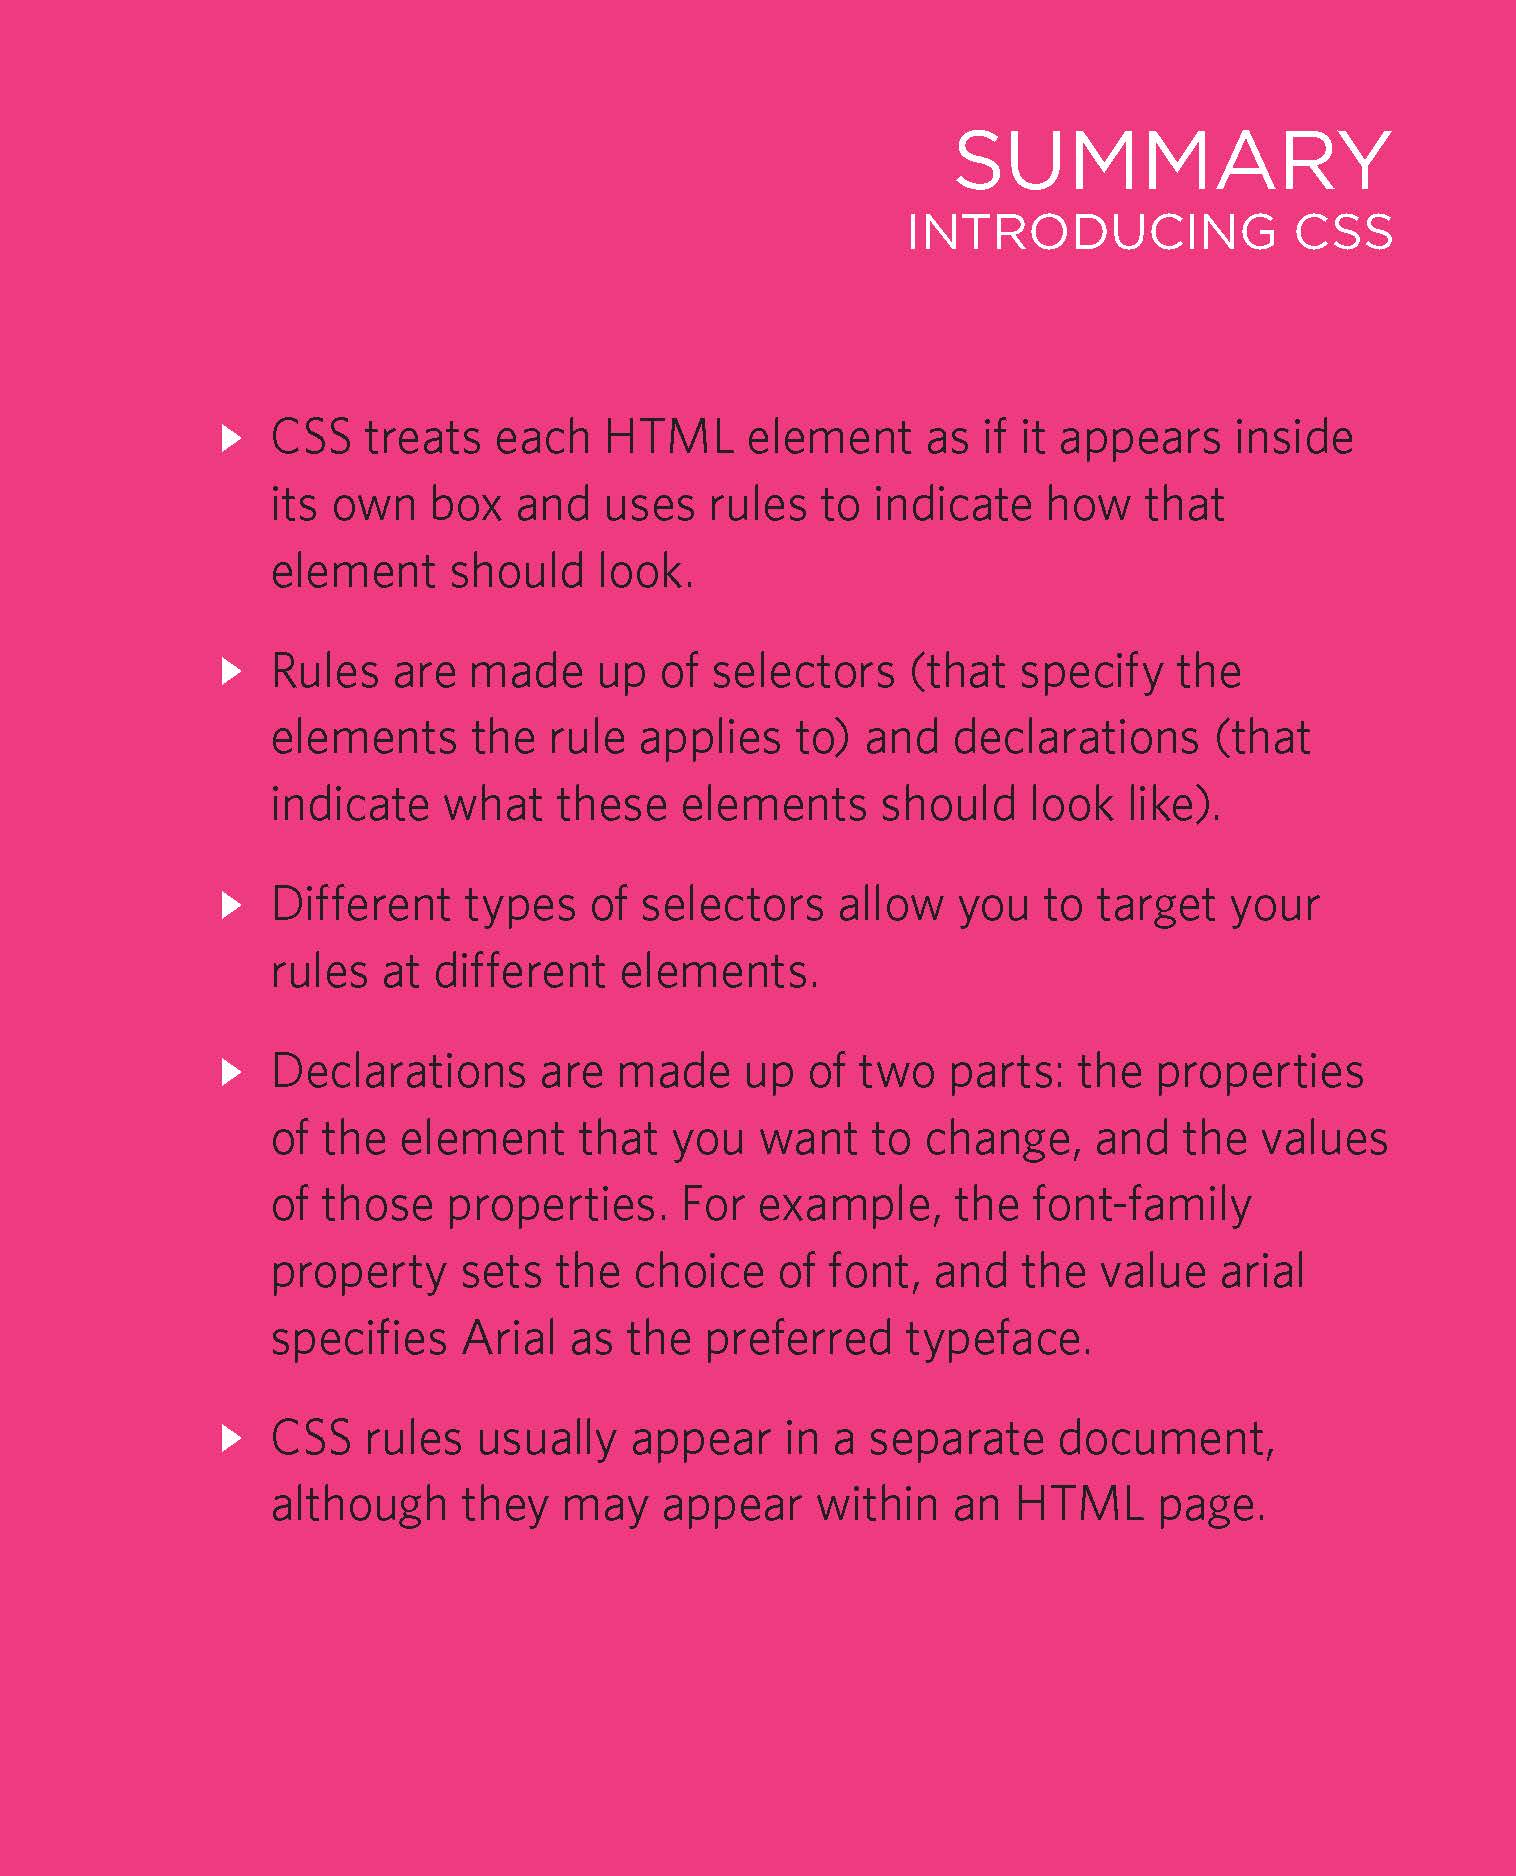 SUMMARY
INTRODUCING CSS
CSS treats each HTML element as if it appears inside
its own box and uses rules to indicate how that
element should look.
Rules are made up of selectors (that specify the
elements the rule applies to) and declarations (that
indicate what these elements should look like).
Different types of selectors allow you to target your
rules at different elements.
Declarations are made up of two parts: the properties
of the element that you want to change, and the values
of those properties. For example, the font-family
property sets the choice of font, and the value arial
specifies Arial as the preferred typeface.
CSS rules usually appear in a separate document,
although they may appear within an HTML page.